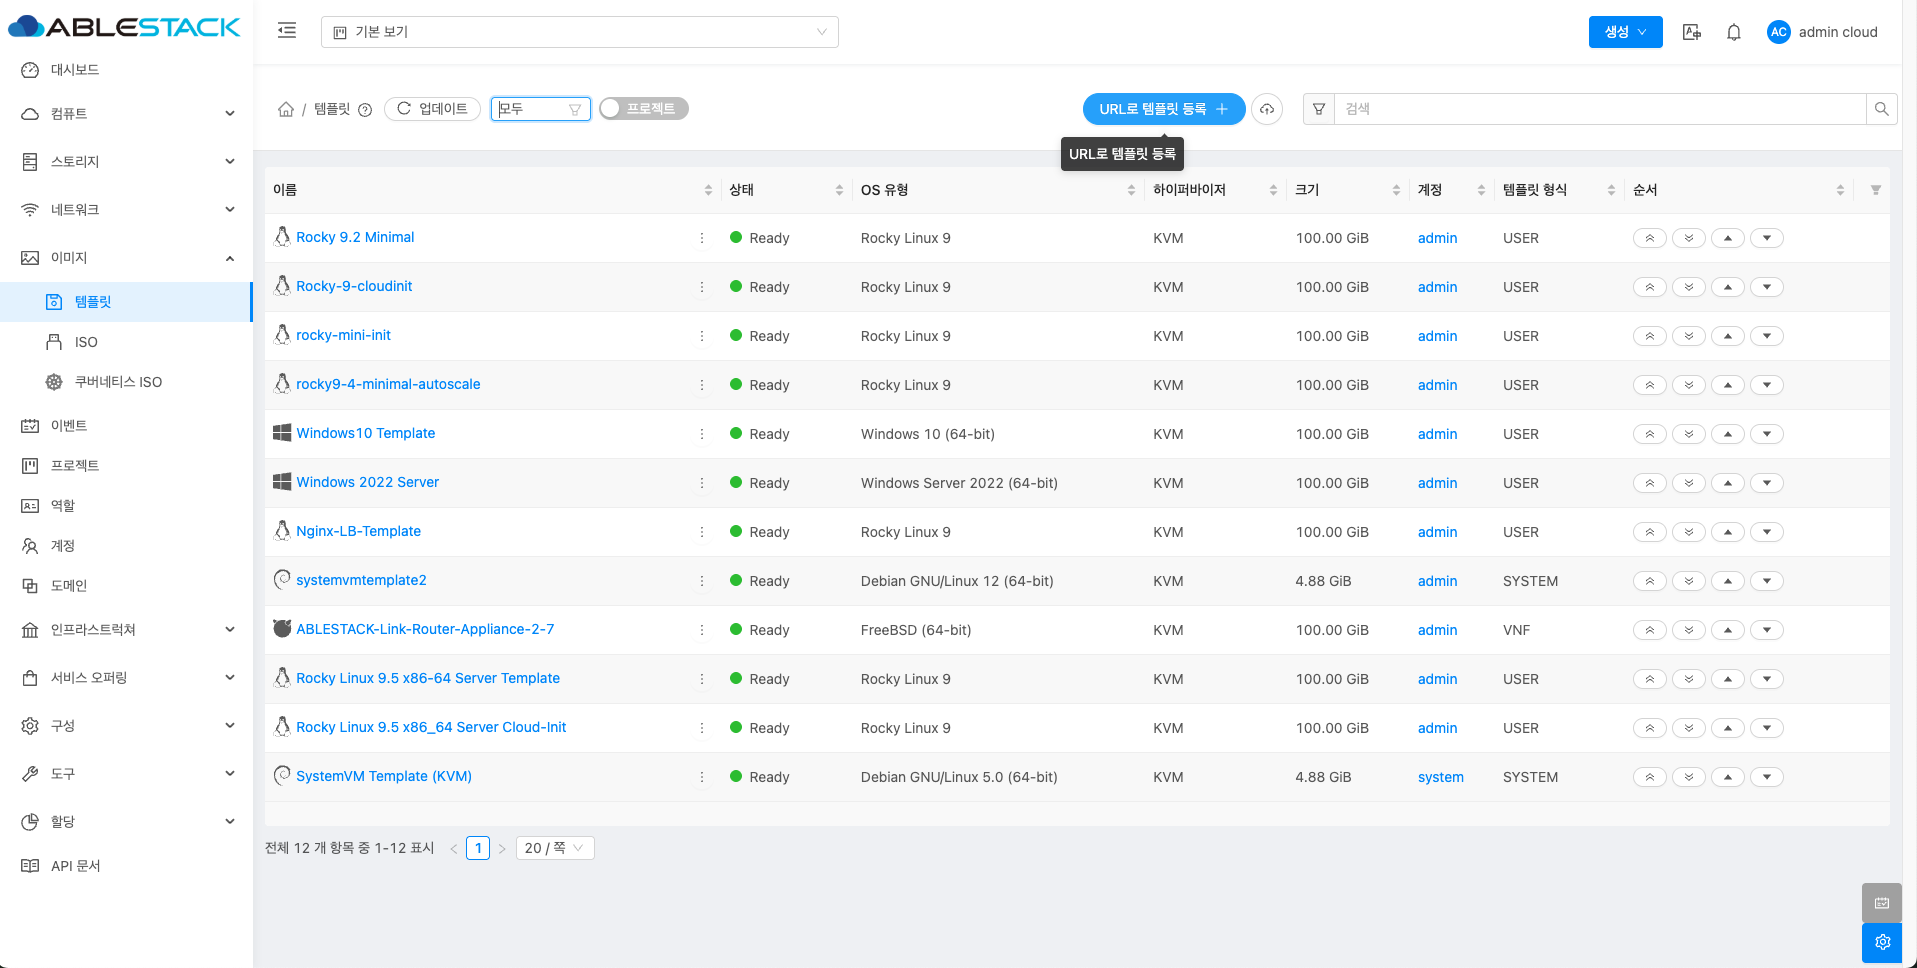 ABLESTACK
기본 보기
생성
AC
admin cloud
대시보드
컴퓨트
스토리지
네트워크
이미지
템플릿
ISO
쿠버네티스 ISO
이벤트
프로젝트
역할
계정
도메인
인프라스트럭쳐
서비스 오퍼링
구성
도구
할당
API 문서
/ 템플릿
업데이트
모두
프로젝트
URL로 템플릿 등록
검색
URL로 템플릿 등록
이름 상태 OS 유형 하이퍼바이저 크기 계정 템플릿 형식 순서
Rocky 9.2 Minimal Ready Rocky Linux 9 KVM 100.00 GiB admin USER
Rocky-9-cloudinit Ready Rocky Linux 9 KVM 100.00 GiB admin USER
rocky-mini-init Ready Rocky Linux 9 KVM 100.00 GiB admin USER
rocky9-4-minimal-autoscale Ready Rocky Linux 9 KVM 100.00 GiB admin USER
Windows10 Template Ready Windows 10 (64-bit) KVM 100.00 GiB admin USER
Windows 2022 Server Ready Windows Server 2022 (64-bit) KVM 100.00 GiB admin USER
Nginx-LB-Template Ready Rocky Linux 9 KVM 100.00 GiB admin USER
systemvmtemplate2 Ready Debian GNU/Linux 12 (64-bit) KVM 4.88 GiB admin SYSTEM
ABLESTACK-Link-Router-Appliance-2-7 Ready FreeBSD (64-bit) KVM 100.00 GiB admin VNF
Rocky Linux 9.5 x86-64 Server Template Ready Rocky Linux 9 KVM 100.00 GiB admin USER
Rocky Linux 9.5 x86_64 Server Cloud-Init Ready Rocky Linux 9 KVM 100.00 GiB admin USER
SystemVM Template (KVM) Ready Debian GNU/Linux 5.0 (64-bit) KVM 4.88 GiB system SYSTEM
전체 12 개 항목 중 1-12 표시 1 20 / 쪽